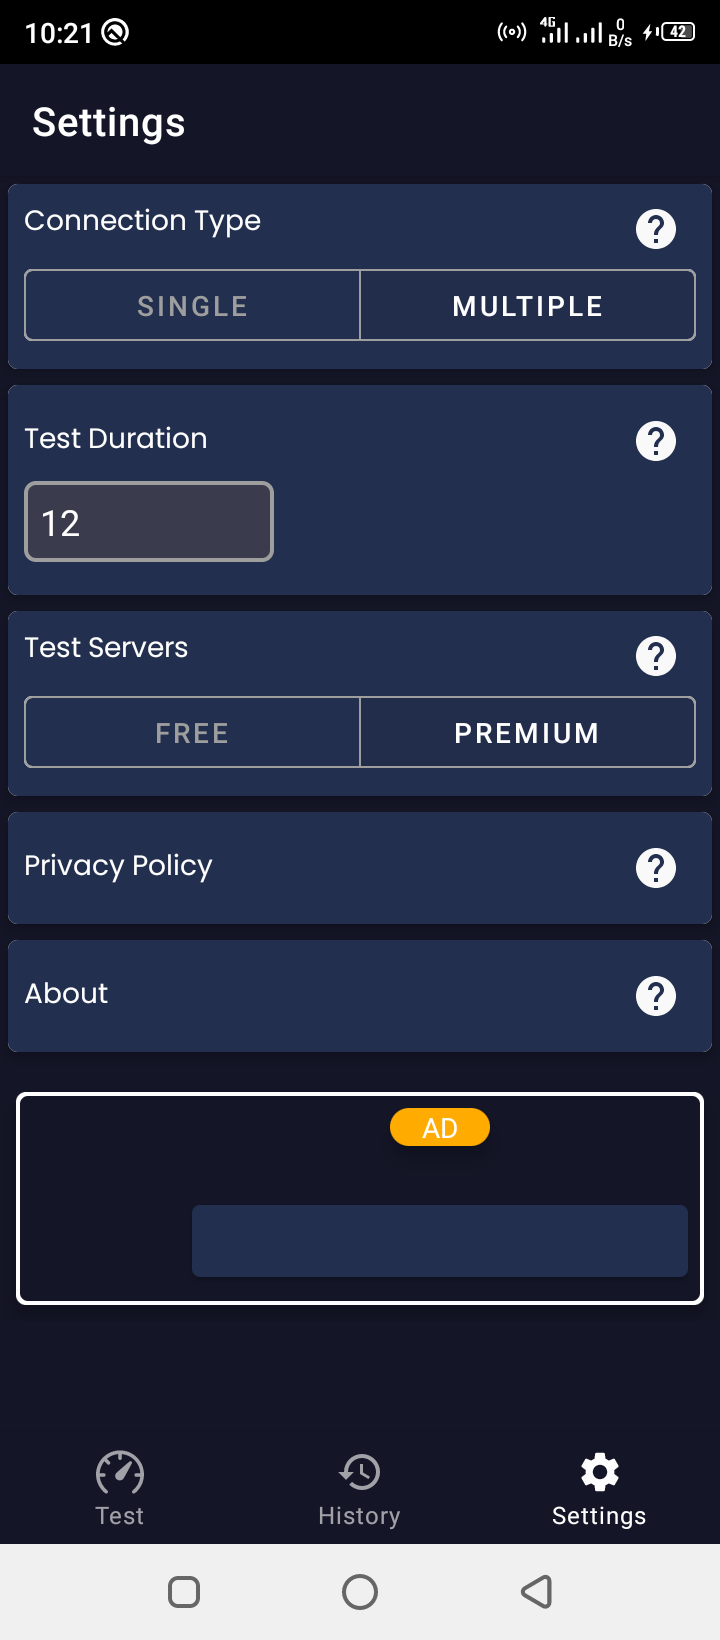 10:21 4G 0 B/s 42
Settings
Connection Type ?
SINGLE MULTIPLE
Test Duration ?
12
Test Servers ?
FREE PREMIUM
Privacy Policy ?
About ?
AD
Test History Settings